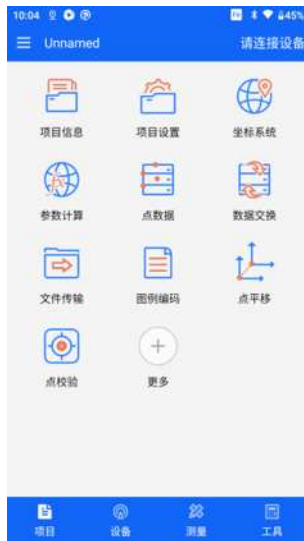 10:04 45%
Unnamed 请连接设备
项目信息 项目设置 坐标系统
参数计算 点数据 数据交换
文件传输 图例编码 点平移
点校验 更多
项目 设备 测量 工具